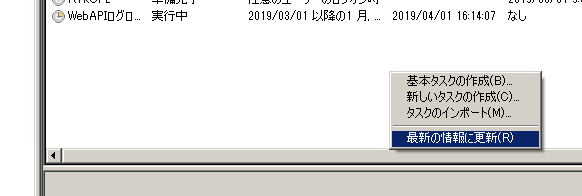 WebAPIログロ... 実行中 2019/03/01 以降の1 月,... 2019/04/01 16:14:07 なし
基本タスクの作成(B)...
新しいタスクの作成(C)...
タスクのインポート(M)...
最新の情報に更新(R)